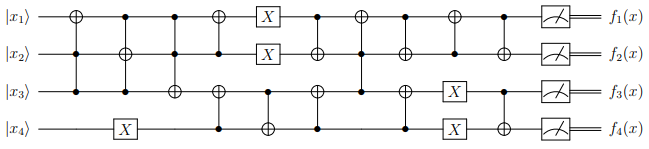 |x₁⟩ X f₁(x)
|x₂⟩ X f₂(x)
|x₃⟩ X f₃(x)
|x₄⟩ X X f₄(x)